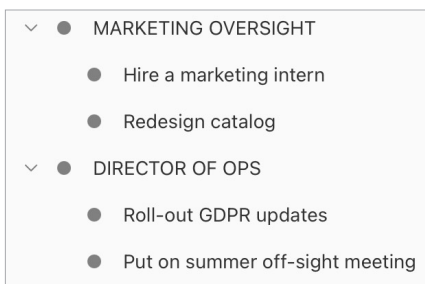 MARKETING OVERSIGHT
Hire a marketing intern
Redesign catalog
DIRECTOR OF OPS
Roll-out GDPR updates
Put on summer off-sight meeting